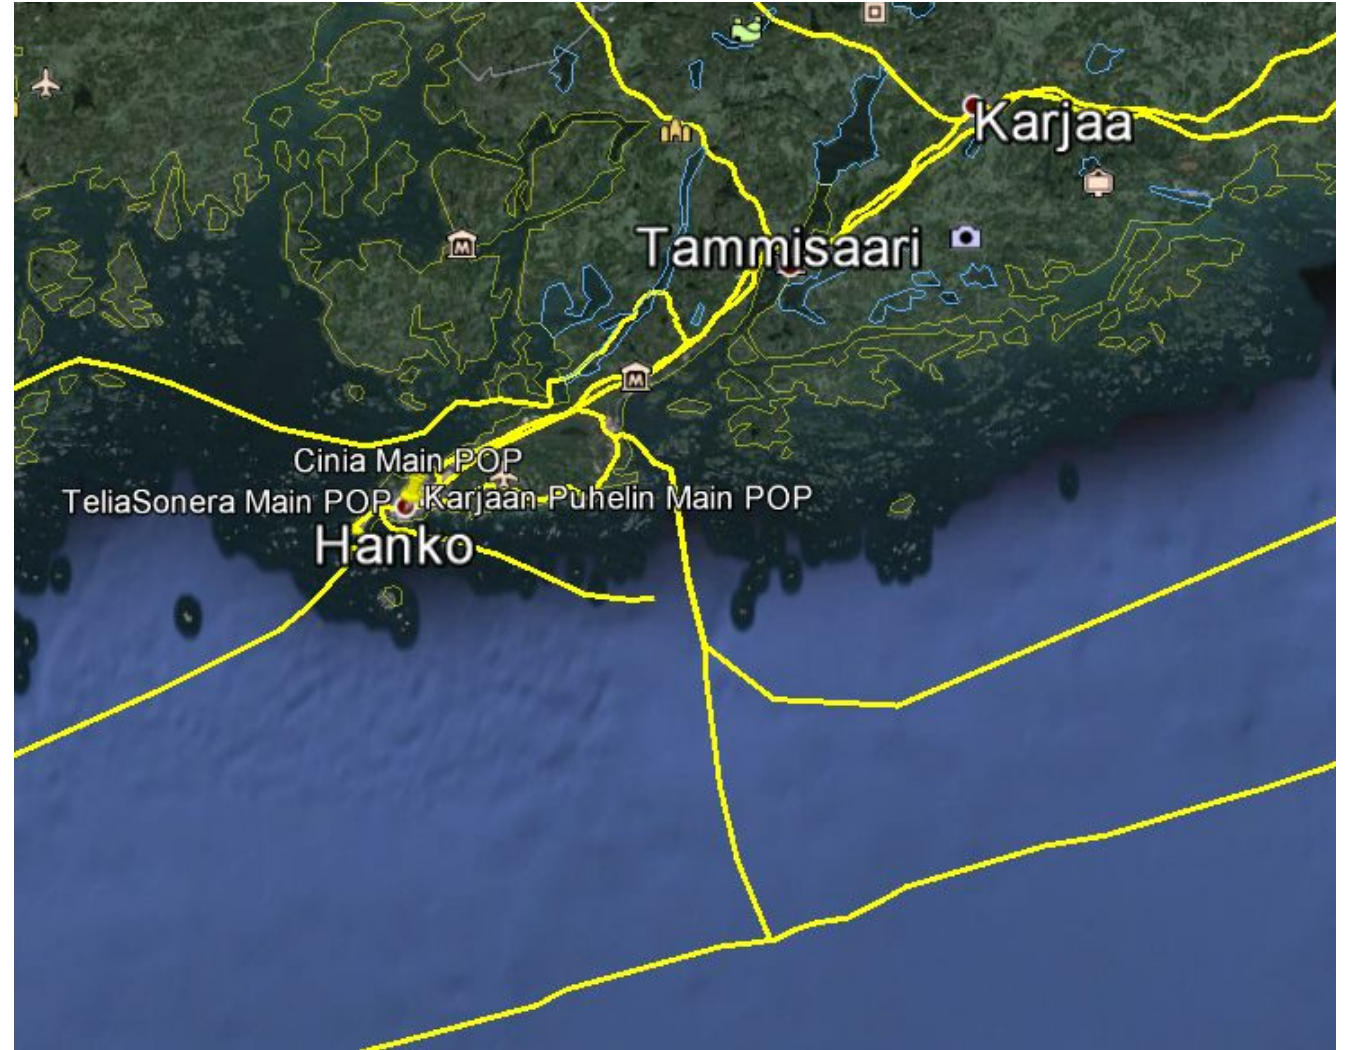 Karjaa
Tammisaari
Cinia Main POP
TeliaSonera Main POP
Karjaan Puhelin Main POP
Hanko